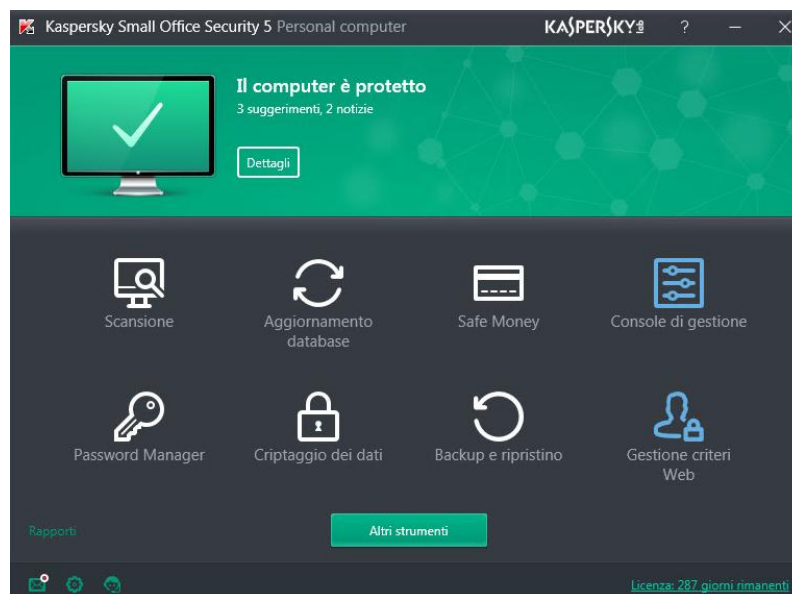 Kaspersky Small Office Security 5 Personal computer
KASPERSKY
?
Il computer è protetto
3 suggerimenti, 2 notizie
Dettagli
Scansione
Aggiornamento
database
Safe Money
Console di gestione
Password Manager
Criptaggio dei dati
Backup e ripristino
Gestione criteri
Web
Rapporti
Altri strumenti
Licenza: 287 giorni rimanenti